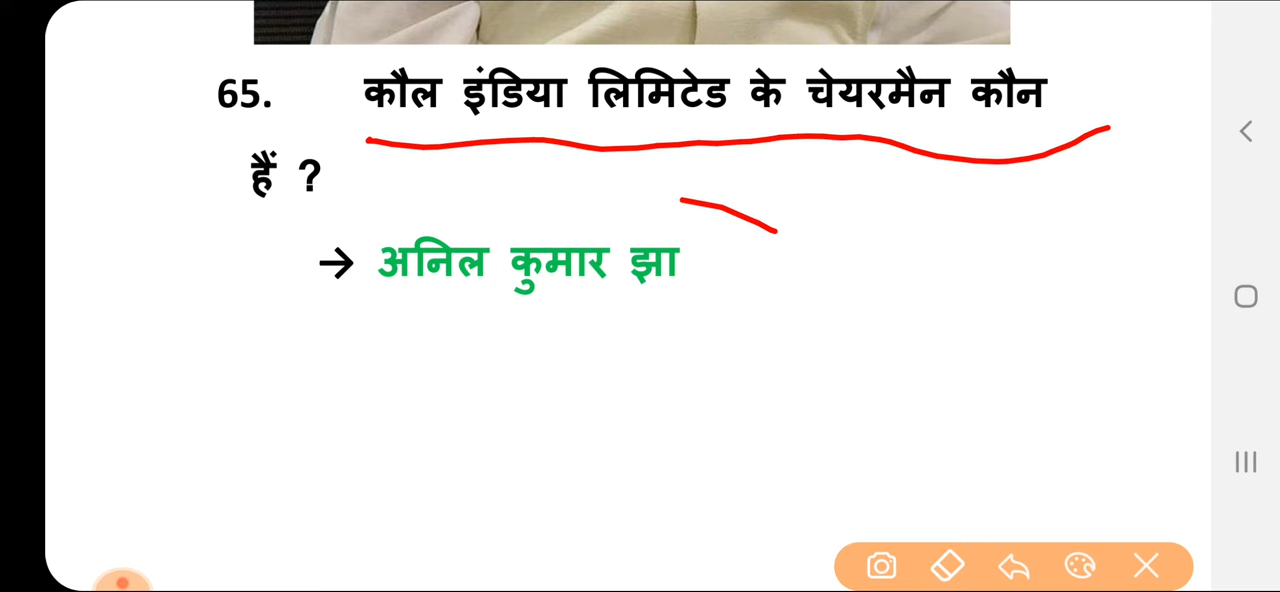 65. कौल इंडिया लिमिटेड के चेयरमैन कौन
हैं ?
→ अनिल कुमार झा